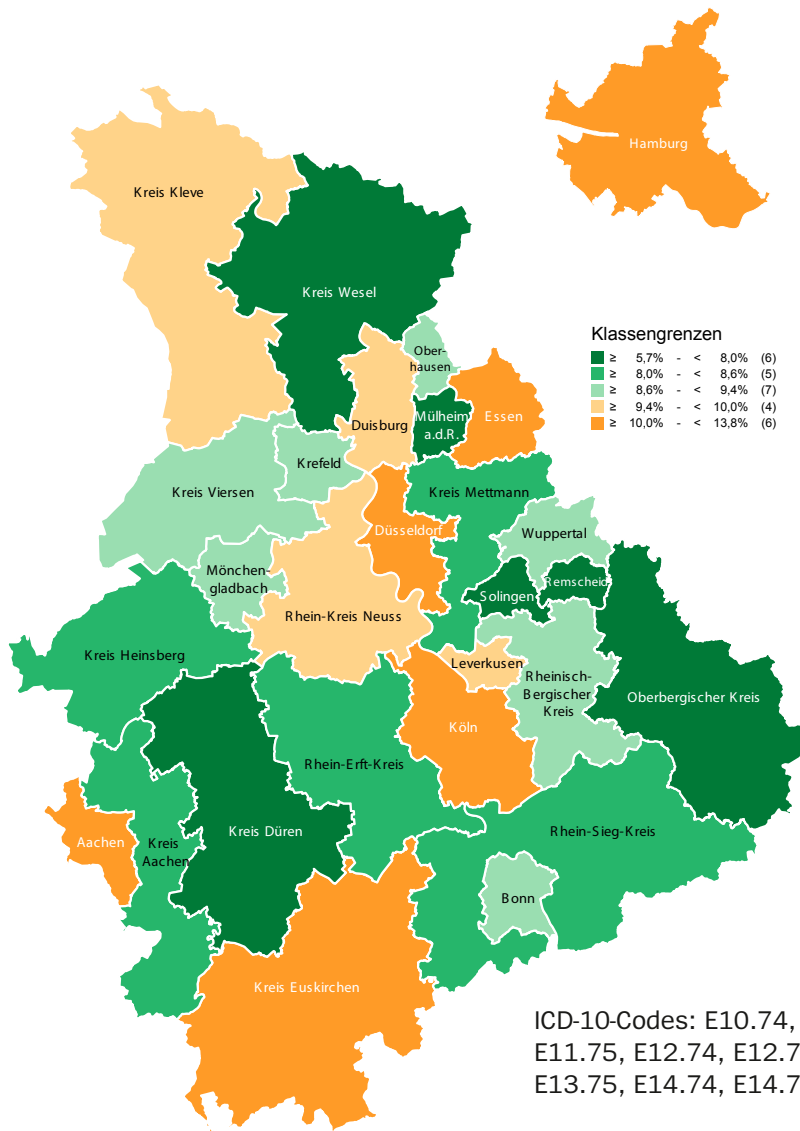 Hamburg
Kreis Kleve
Kreis Wesel
Klassengrenzen
≥ 5,7% - < 8,0% (6)
≥ 8,0% - < 8,6% (5)
≥ 8,6% - < 9,4% (7)
≥ 9,4% - < 10,0% (4)
≥ 10,0% - < 13,8% (6)
Ober-
hausen
Duisburg
Mülheim
a.d.R.
Essen
Krefeld
Kreis Viersen
Kreis Mettmann
Düsseldorf
Wuppertal
Mönchen-
gladbach
Remscheid
Solingen
Rhein-Kreis Neuss
Kreis Heinsberg
Leverkusen
Rheinisch-
Bergischer
Kreis
Oberbergischer Kreis
Köln
Rhein-Erft-Kreis
Aachen
Kreis
Aachen
Kreis Düren
Rhein-Sieg-Kreis
Bonn
Kreis Euskirchen
ICD-10-Codes: E10.74,
E11.75, E12.74, E12.7
E13.75, E14.74, E14.7